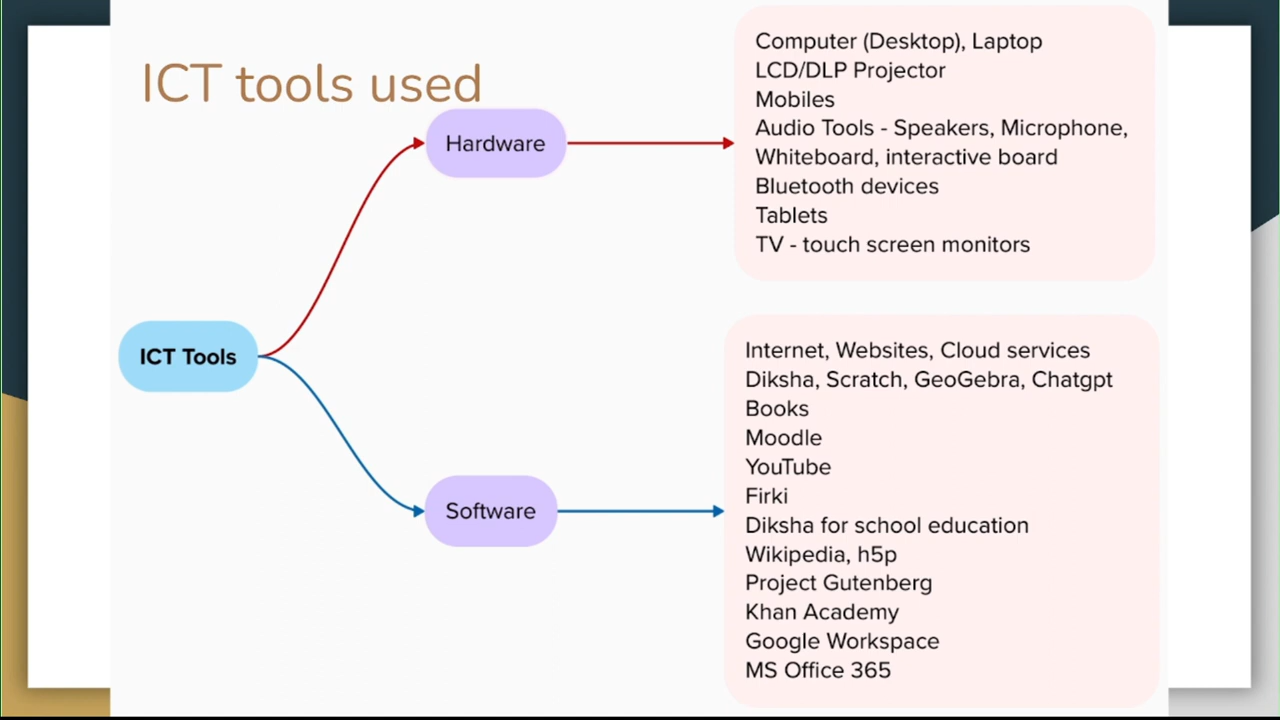 ICT tools used
Hardware
Computer (Desktop), Laptop
LCD/DLP Projector
Mobiles
Audio Tools - Speakers, Microphone,
Whiteboard, interactive board
Bluetooth devices
Tablets
TV - touch screen monitors
ICT Tools
Software
Internet, Websites, Cloud services
Diksha, Scratch, GeoGebra, Chatgpt
Books
Moodle
YouTube
Firki
Diksha for school education
Wikipedia, h5p
Project Gutenberg
Khan Academy
Google Workspace
MS Office 365